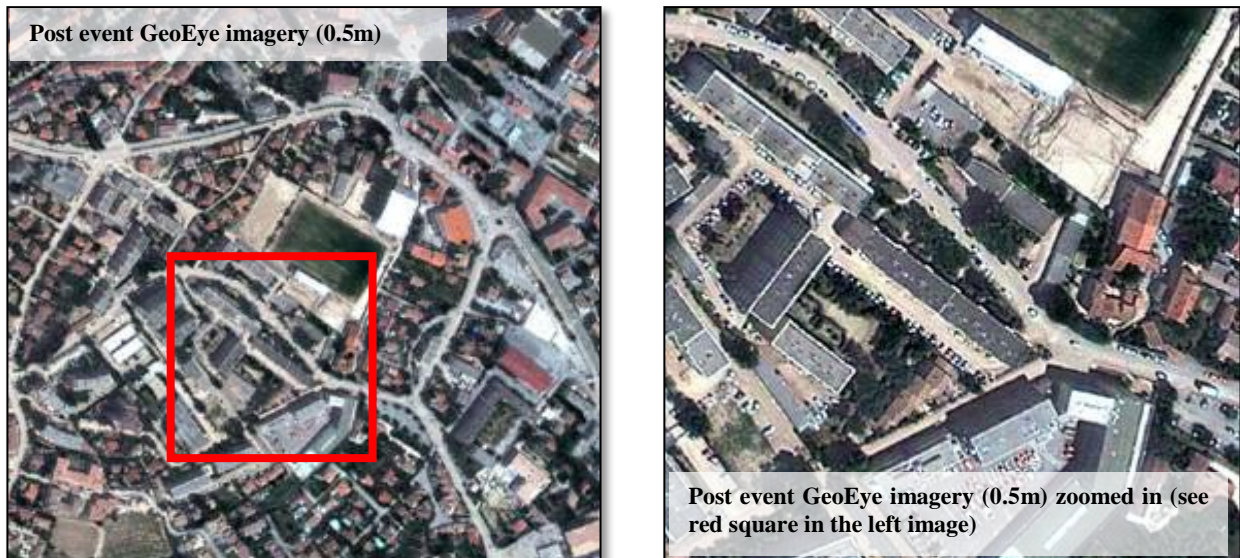 Post event GeoEye imagery (0.5m)
Post event GeoEye imagery (0.5m) zoomed in (see
red square in the left image)